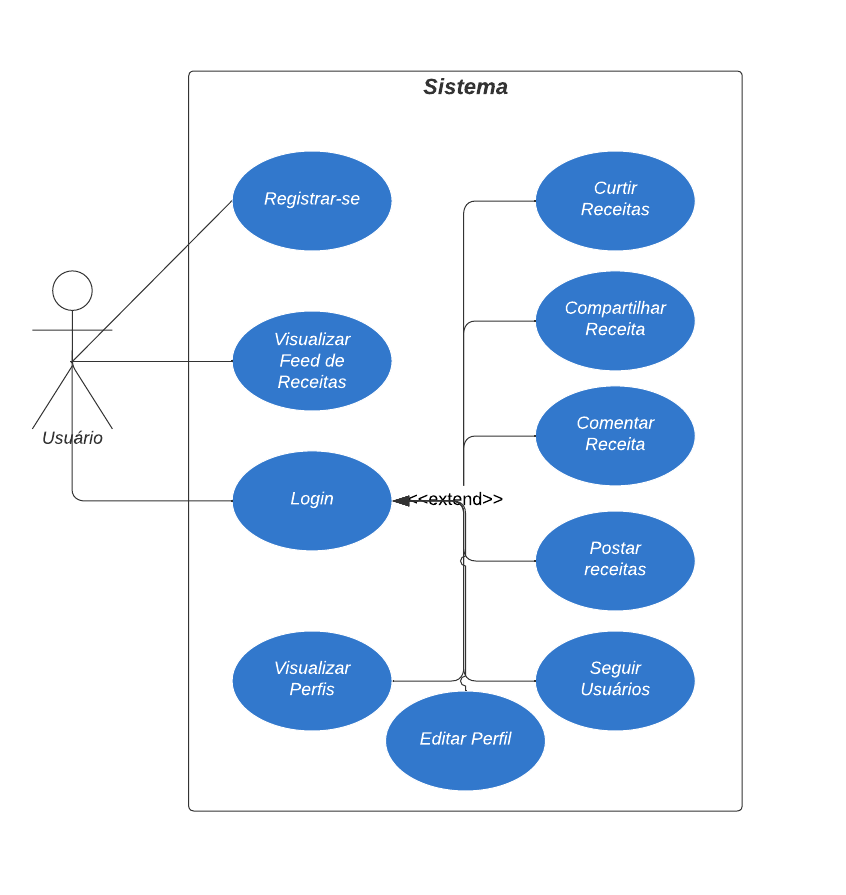 Sistema
Registrar-se
Curtir
Receitas
Visualizar
Feed de
Receitas
Compartilhar
Receita
Usuário
Comentar
Receita
Login
<<extend>>
Postar
receitas
Visualizar
Perfis
Seguir
Usuários
Editar Perfil